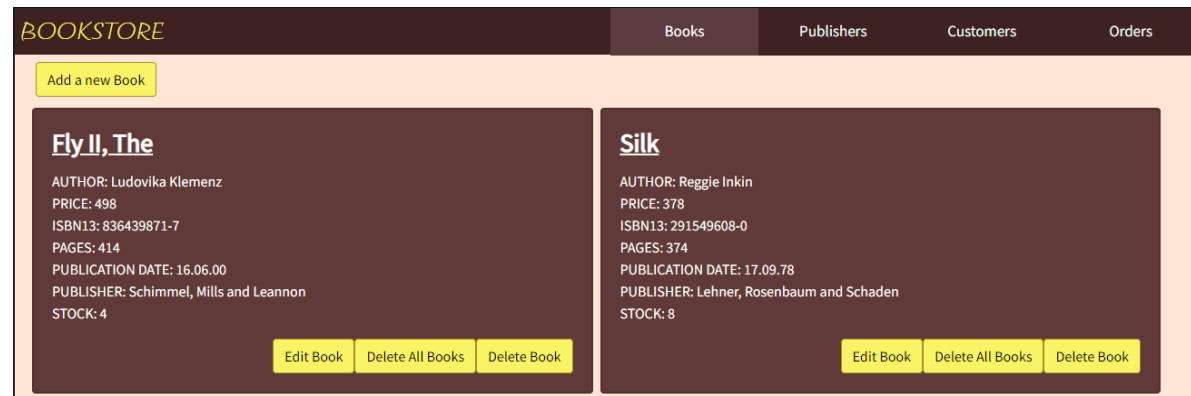 BOOKSTORE Books Publishers Customers Orders
Add a new Book
Fly II, The
AUTHOR: Ludovika Klemenz
PRICE: 498
ISBN13: 836439871-7
PAGES: 414
PUBLICATION DATE: 16.06.00
PUBLISHER: Schimmel, Mills and Leannon
STOCK: 4
Edit Book Delete All Books Delete Book
Silk
AUTHOR: Reggie Inkin
PRICE: 378
ISBN13: 291549608-0
PAGES: 374
PUBLICATION DATE: 17.09.78
PUBLISHER: Lehner, Rosenbaum and Schaden
STOCK: 8
Edit Book Delete All Books Delete Book